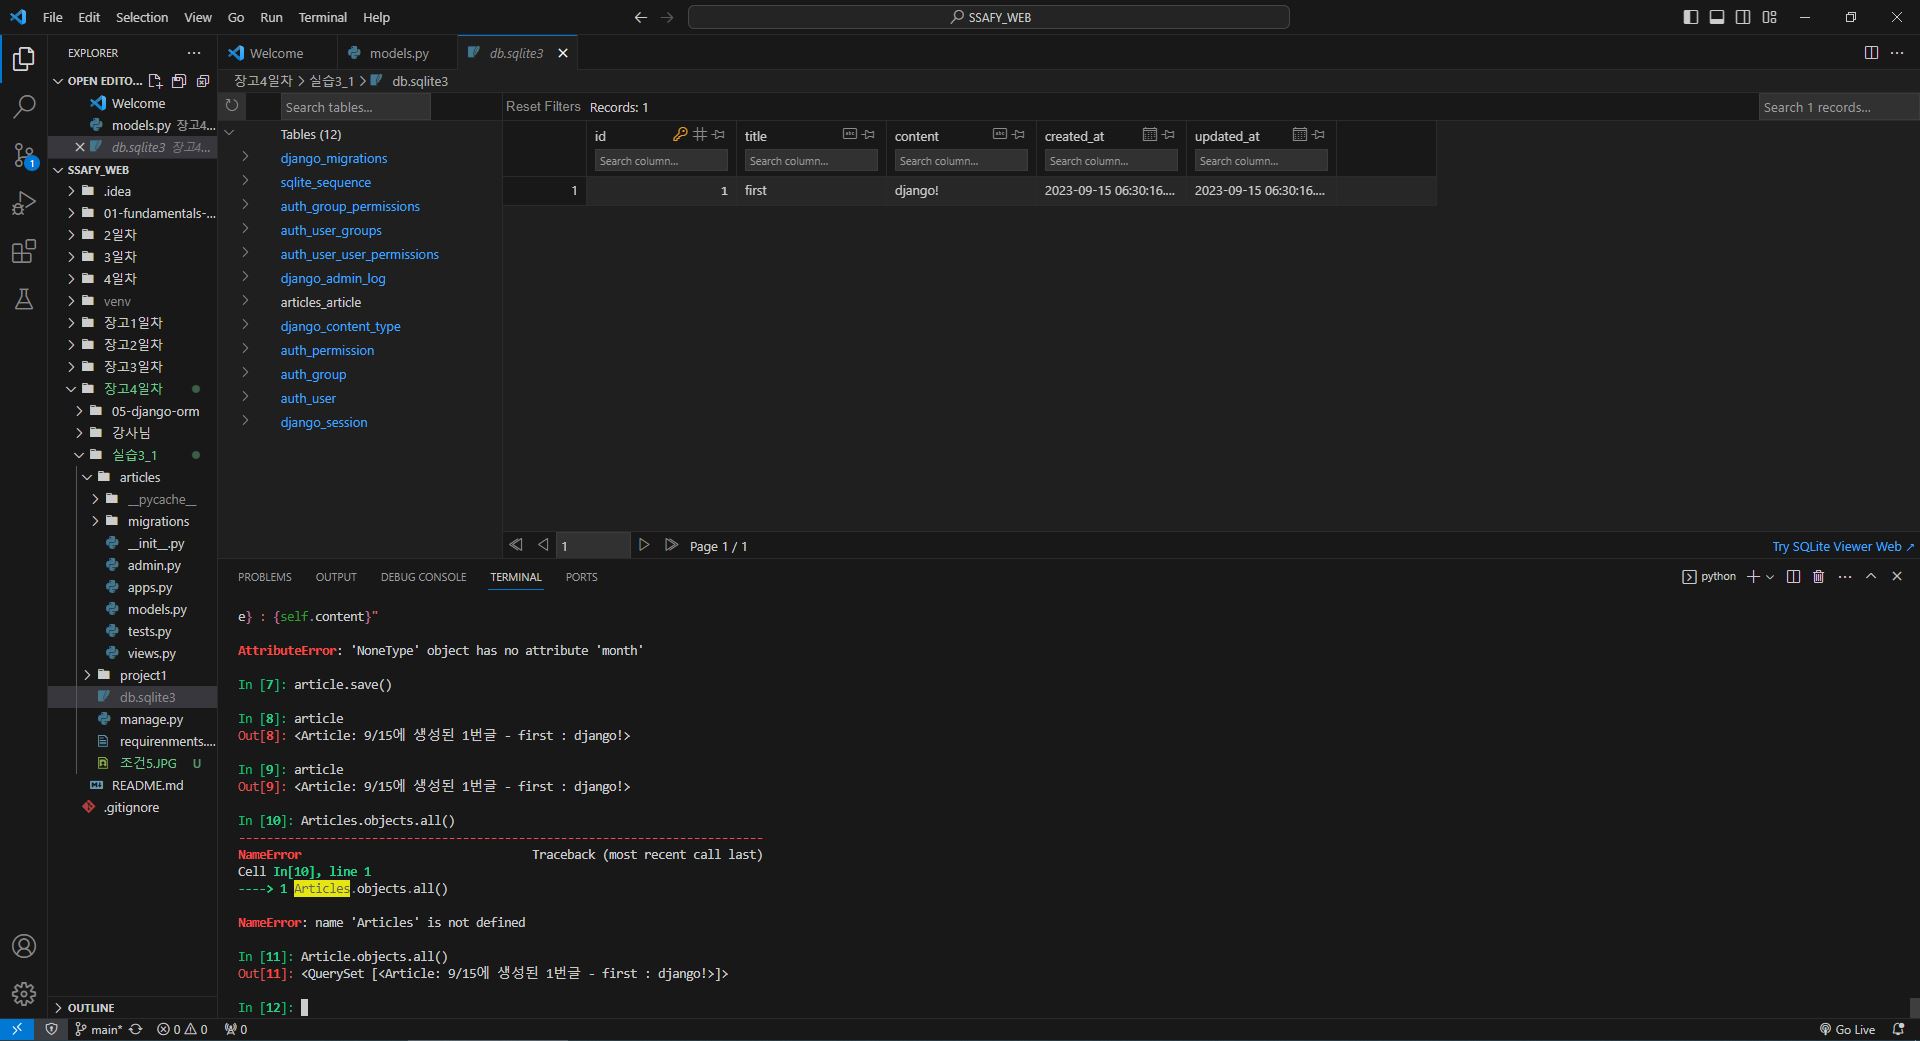 File Edit Selection View Go Run Terminal Help
SSAFY_WEB
EXPLORER
Welcome
models.py
db.sqlite3
OPEN EDITO...
Welcome
models.py 장고4...
db.sqlite3 장고4...
SSAFY_WEB
.idea
01-fundamentals-...
2일차
3일차
4일차
venv
장고1일차
장고2일차
장고3일차
장고4일차
05-django-orm
강사님
실습3_1
articles
__pycache__
migrations
__init__.py
admin.py
apps.py
models.py
tests.py
views.py
project1
db.sqlite3
manage.py
requirenments....
조건5.JPG U
README.md
.gitignore
OUTLINE
장고4일차 > 실습3_1 > db.sqlite3
Search tables...
Reset Filters Records: 1
Search 1 records...
Tables (12)
django_migrations
sqlite_sequence
auth_group_permissions
auth_user_groups
auth_user_user_permissions
django_admin_log
articles_article
django_content_type
auth_permission
auth_group
auth_user
django_session
id title content created_at updated_at
Search column... Search column... Search column... Search column... Search column...
1 1 first django! 2023-09-15 06:30:16.... 2023-09-15 06:30:16....
1 Page 1 / 1
Try SQLite Viewer Web ↗
PROBLEMS OUTPUT DEBUG CONSOLE TERMINAL PORTS
python
e} : {self.content}"
AttributeError: 'NoneType' object has no attribute 'month'
In [7]: article.save()
In [8]: article
Out[8]: <Article: 9/15에 생성된 1번글 - first : django!>
In [9]: article
Out[9]: <Article: 9/15에 생성된 1번글 - first : django!>
In [10]: Articles.objects.all()
---------------------------------------------------------------------------
NameError Traceback (most recent call last)
Cell In[10], line 1
----> 1 Articles.objects.all()
NameError: name 'Articles' is not defined
In [11]: Article.objects.all()
Out[11]: <QuerySet [<Article: 9/15에 생성된 1번글 - first : django!>]>
In [12]:
main* 0 0 0
Go Live